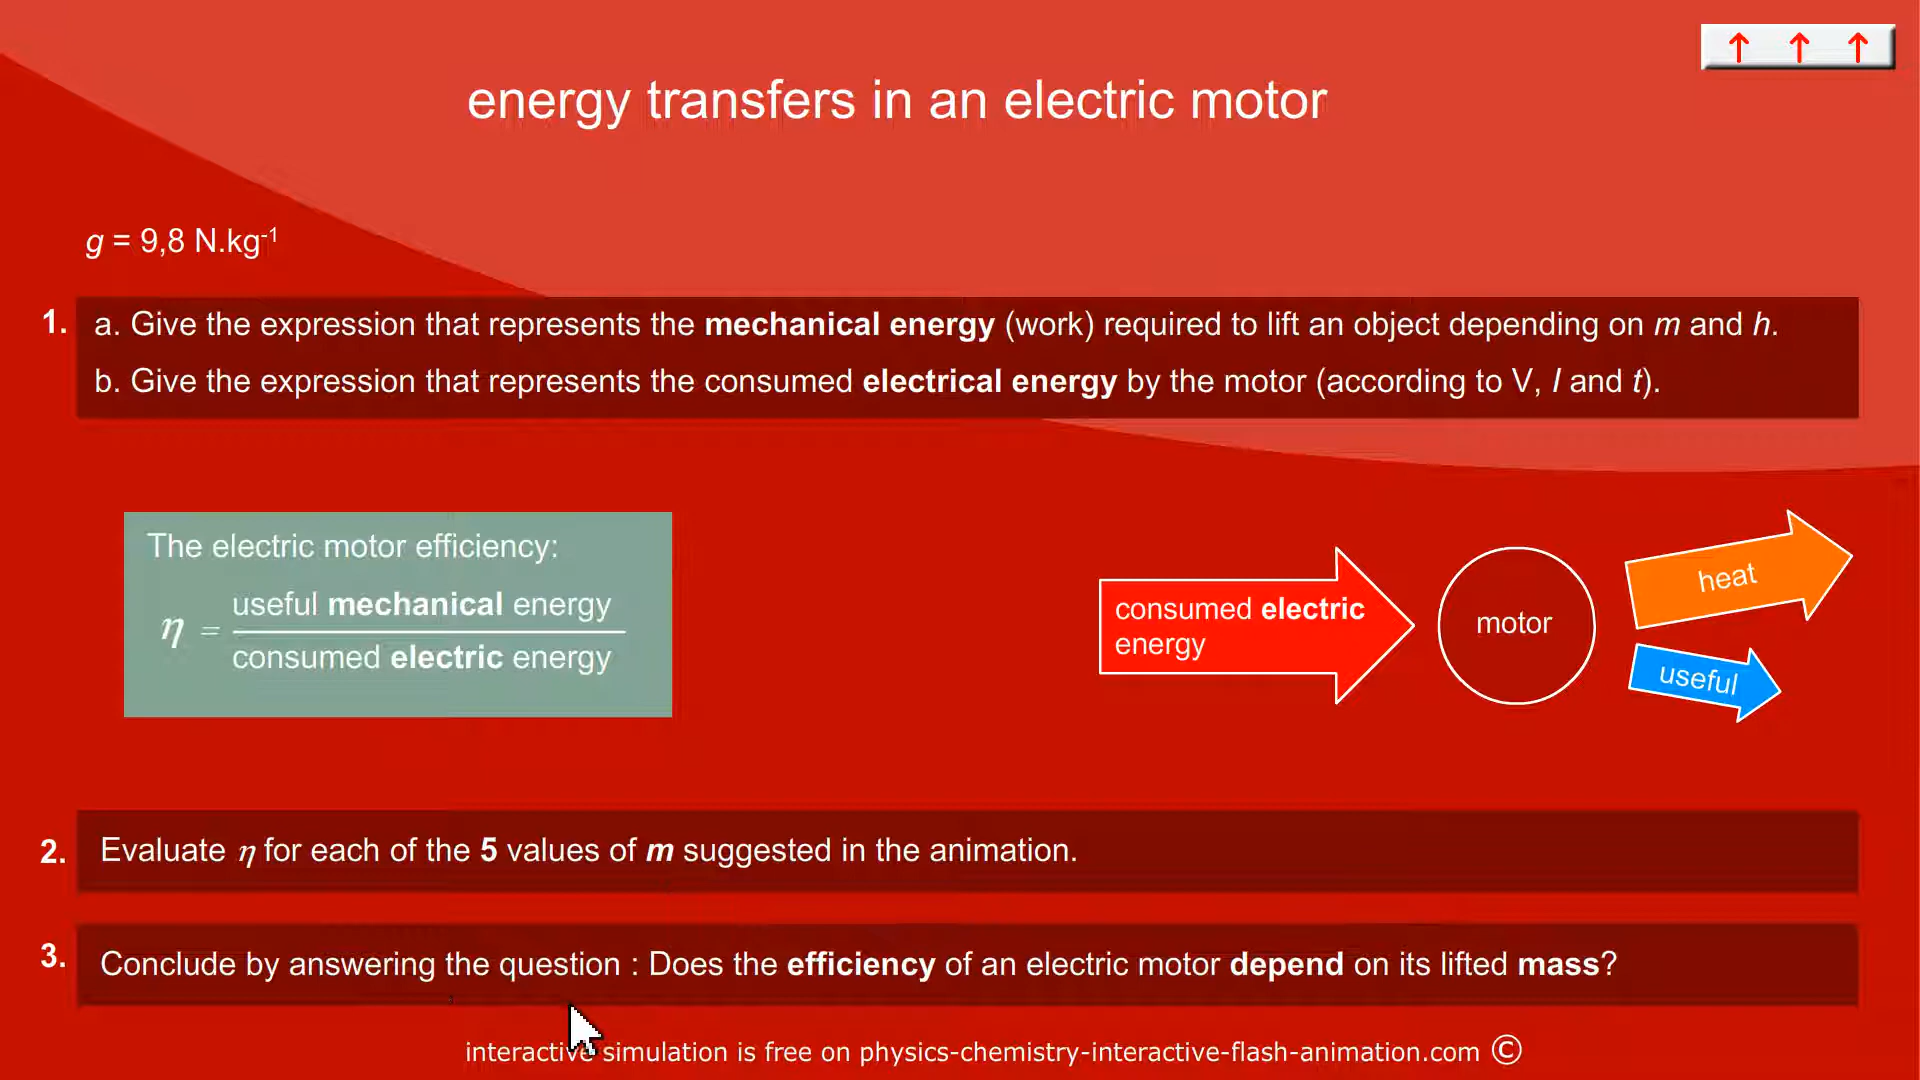 ↑ ↑ ↑
energy transfers in an electric motor
g = 9,8 N.kg⁻¹
1. a. Give the expression that represents the mechanical energy (work) required to lift an object depending on m and h.
b. Give the expression that represents the consumed electrical energy by the motor (according to V, I and t).
The electric motor efficiency:
useful mechanical energy
η =
consumed electric energy
consumed electric
energy
motor
heat
useful
2. Evaluate η for each of the 5 values of m suggested in the animation.
3. Conclude by answering the question : Does the efficiency of an electric motor depend on its lifted mass?
interactive simulation is free on physics-chemistry-interactive-flash-animation.com ©